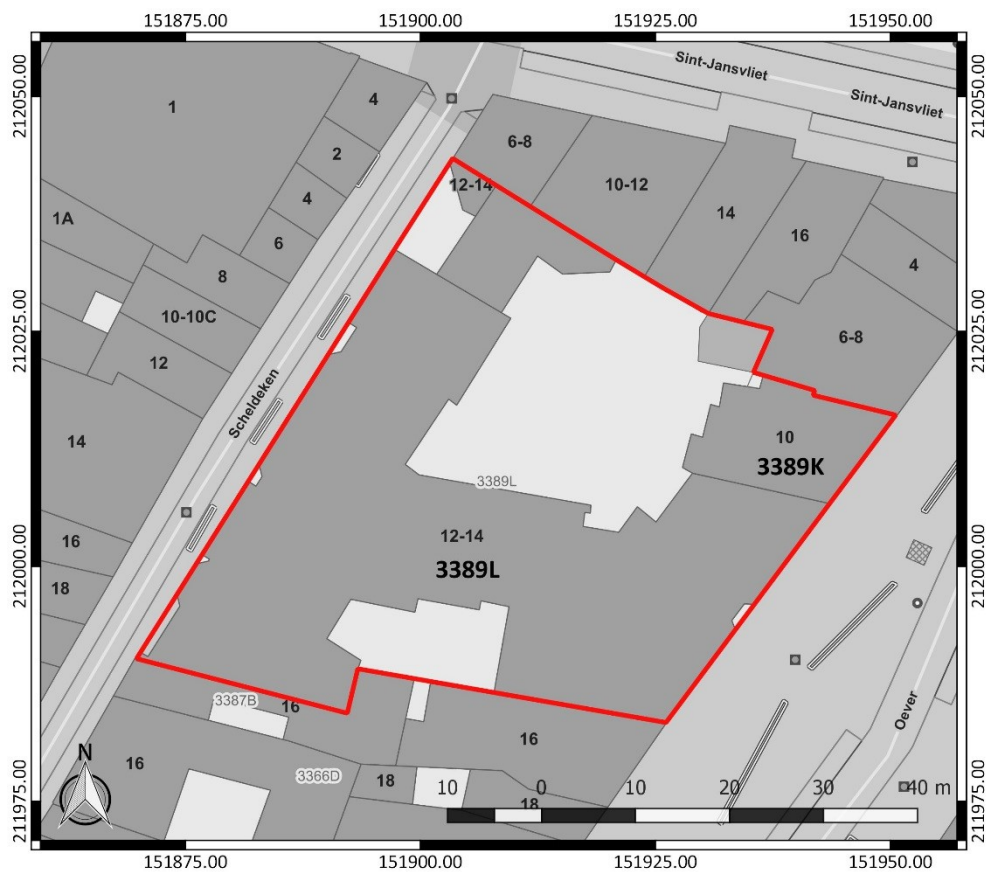 151875.00 151900.00 151925.00 151950.00
212050.00 212050.00
212025.00 212025.00
212000.00 212000.00
211975.00 211975.00
Sint-Jansvliet
Sint-Jansvliet
1
4
6-8
2
12-14
10-12
4
14
1A
6
16
8
4
10-10C
6-8
12
Scheldeken
14
10
3389K
3389L
12-14
16
3389L
18
3387B
16
Oever
16
16
3366D
18
18
N
10 0 10 20 30 40 m
151875.00 151900.00 151925.00 151950.00